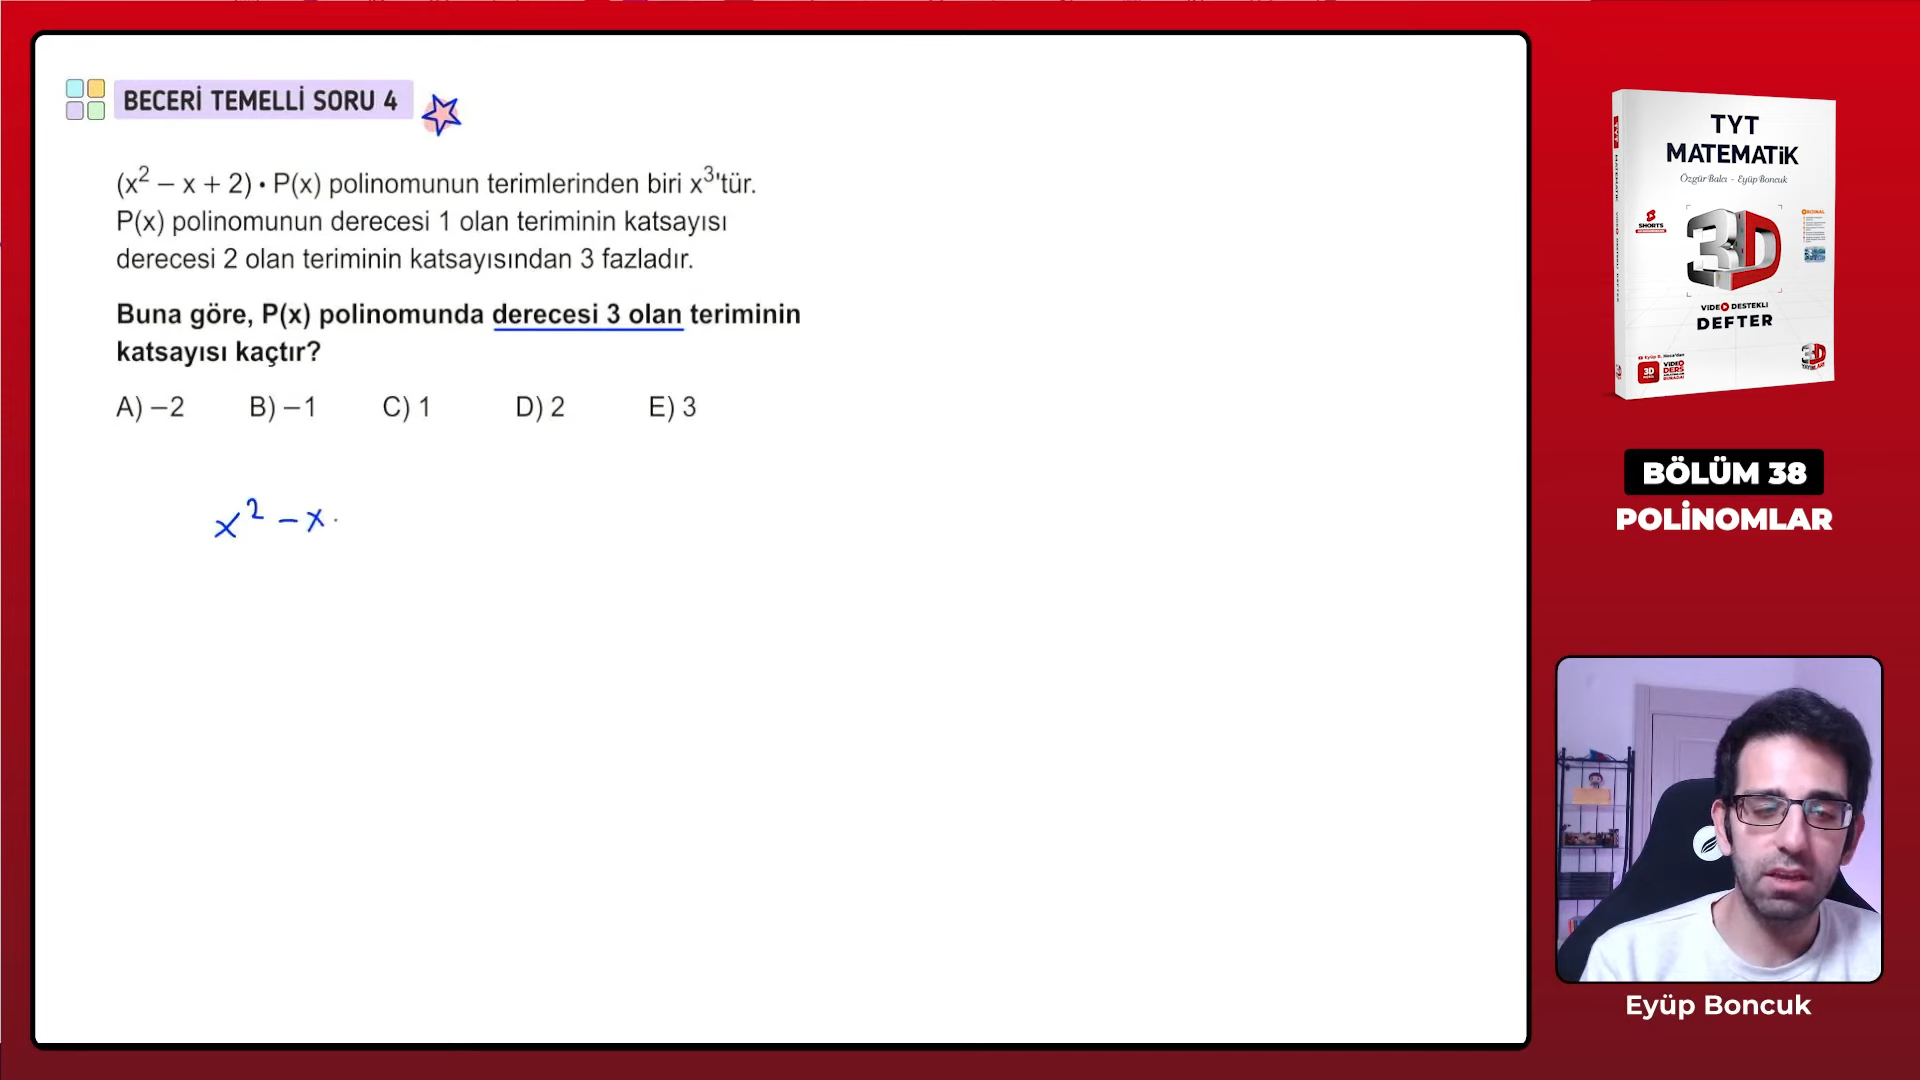 BECERİ TEMELLİ SORU 4
(x² – x + 2) • P(x) polinomunun terimlerinden biri x³'tür.
P(x) polinomunun derecesi 1 olan teriminin katsayısı
derecesi 2 olan teriminin katsayısından 3 fazladır.
Buna göre, P(x) polinomunda derecesi 3 olan teriminin
katsayısı kaçtır?
A) –2 B) –1 C) 1 D) 2 E) 3
x² – x
TYT
MATEMATİK
Özgür Balcı - Eyüp Boncuk
SHORTS
3D
VIDEO DESTEKLİ
DEFTER
BÖLÜM 38
POLİNOMLAR
Eyüp Boncuk